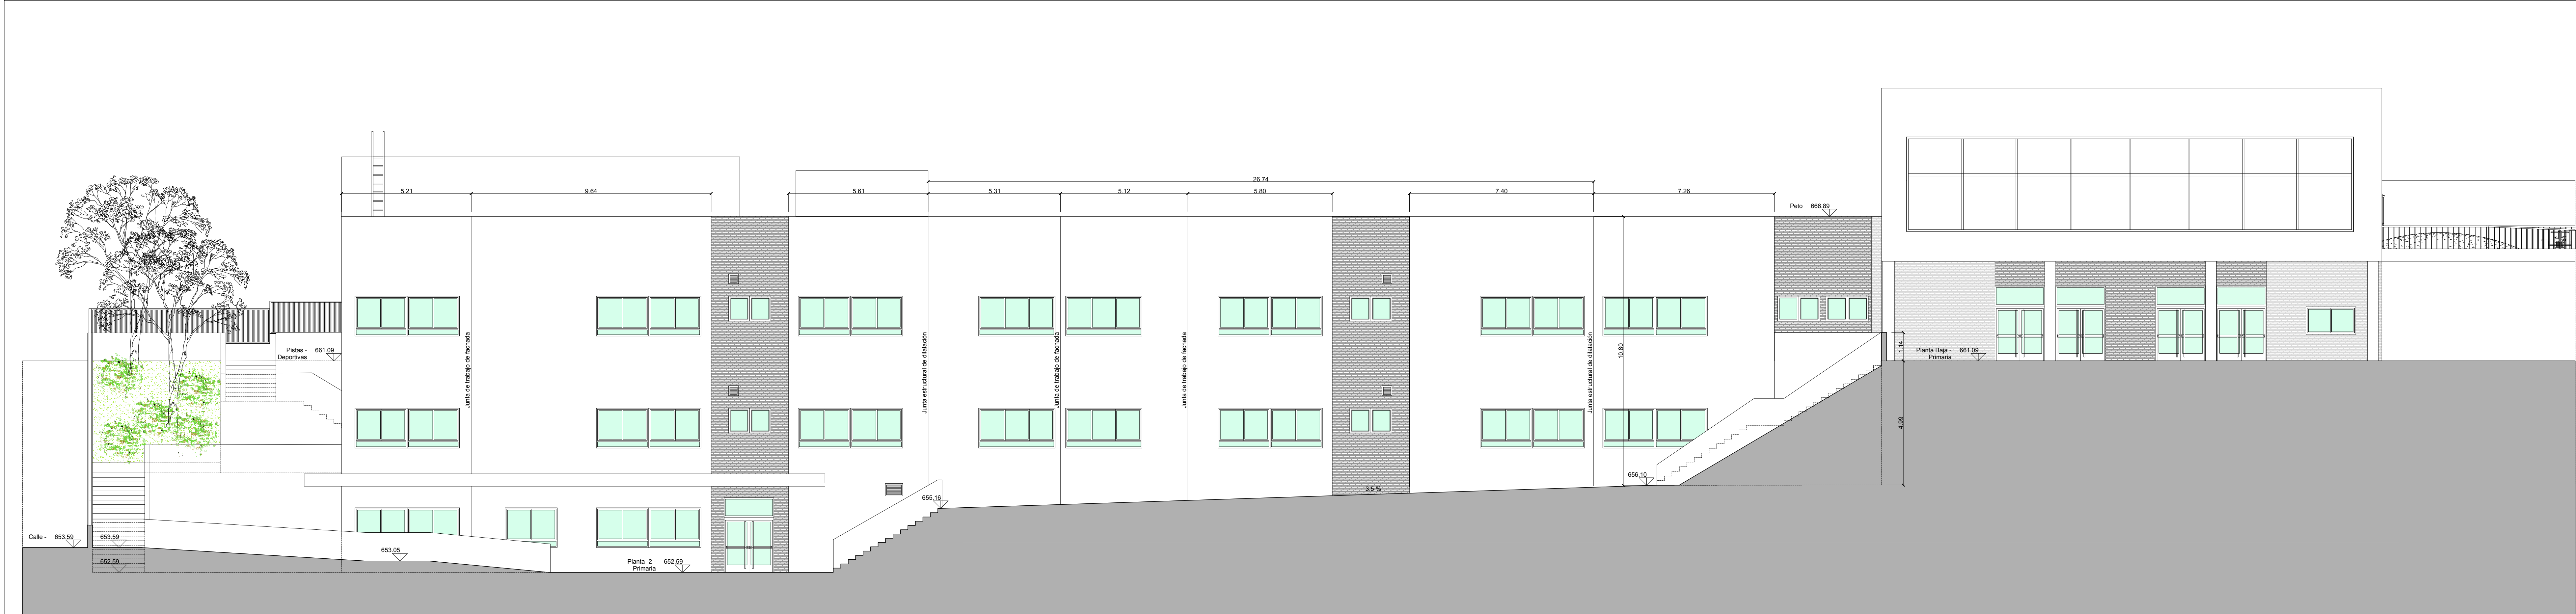 26.74
5.21
9.64
5.61
5.31
5.12
5.80
7.40
7.26
Peto 666.89
Junta de trabajo de fachada
Junta estructural de dilatación
Junta de trabajo de fachada
Junta de trabajo de fachada
Junta estructural de dilatación
10.80
1.14
4.99
Pistas - 661.09
Deportivas
Planta Baja - 661.09
Primaria
656.10
3.5 %
655.16
Calle - 653.59
653.59
653.05
652.59
Planta -2 - 652.59
Primaria